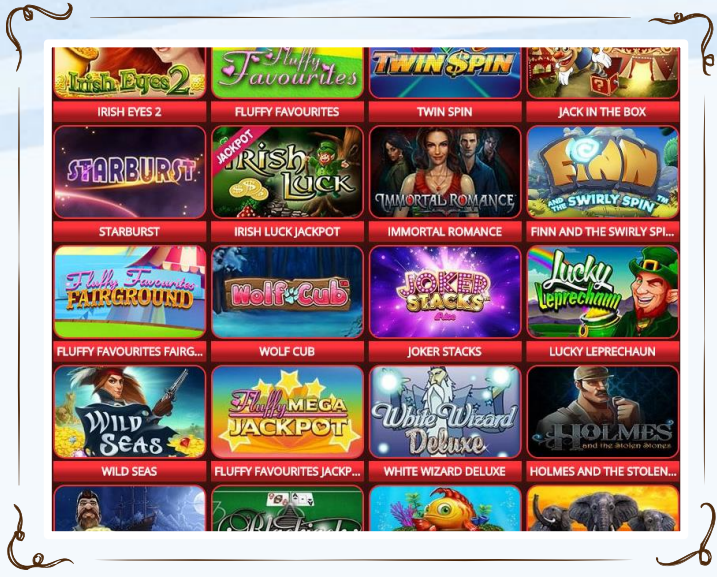 Irish Eyes 2
Fluffy
Favourites
TWIN SPIN
IRISH EYES 2
FLUFFY FAVOURITES
TWIN SPIN
JACK IN THE BOX
STARBURST
JACKPOT
IRISH
LUCK
IMMORTAL ROMANCE
FINN
AND THE SWIRLY SPIN™
STARBURST
IRISH LUCK JACKPOT
IMMORTAL ROMANCE
FINN AND THE SWIRLY SPI...
Fluffy Favourites
FAIRGROUND
Wolf Cub
JOKER
STACKS
Lucky
Leprechaun
FLUFFY FAVOURITES FAIRG...
WOLF CUB
JOKER STACKS
LUCKY LEPRECHAUN
WILD
SEAS
Fluffy MEGA
JACKPOT
White Wizard
Deluxe
HOLMES
and the Stolen Stones
WILD SEAS
FLUFFY FAVOURITES JACKP...
WHITE WIZARD DELUXE
HOLMES AND THE STOLEN...
Blackjack